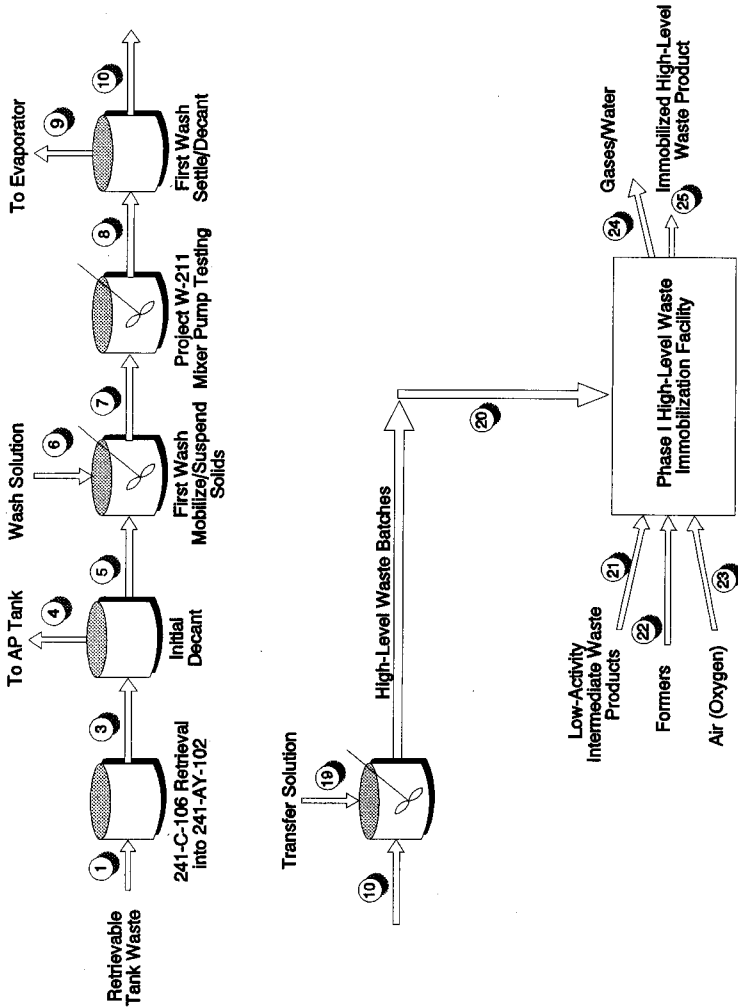 To AP Tank
Wash Solution
To Evaporator
4
6
9
1
3
5
7
8
10
Retrievable
Tank Waste
241-C-106 Retrieval
into 241-AY-102
Initial
Decant
First Wash
Mobilize/Suspend
Solids
Project W-211
Mixer Pump Testing
First Wash
Settle/Decant
Transfer Solution
19
10
High-Level Waste Batches
20
Low-Activity
Intermediate Waste
Products
21
Formers
22
Air (Oxygen)
23
Phase I High-Level Waste
Immobilization Facility
24
Gases/Water
25
Immobilized High-Level
Waste Product